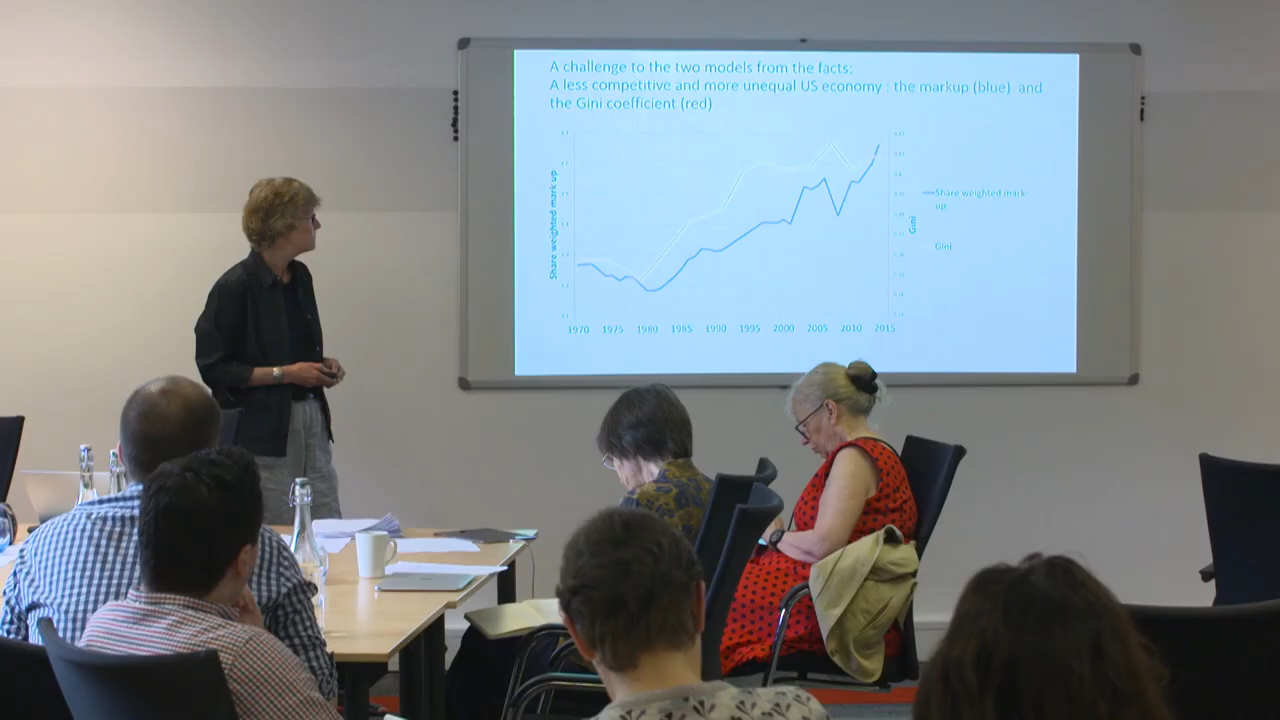 A challenge to the two models from the facts:
A less competitive and more unequal US economy : the markup (blue) and
the Gini coefficient (red)
Share weighted mark up
Gini
Share weighted mark
up
Gini
1970 1975 1980 1985 1990 1995 2000 2005 2010 2015